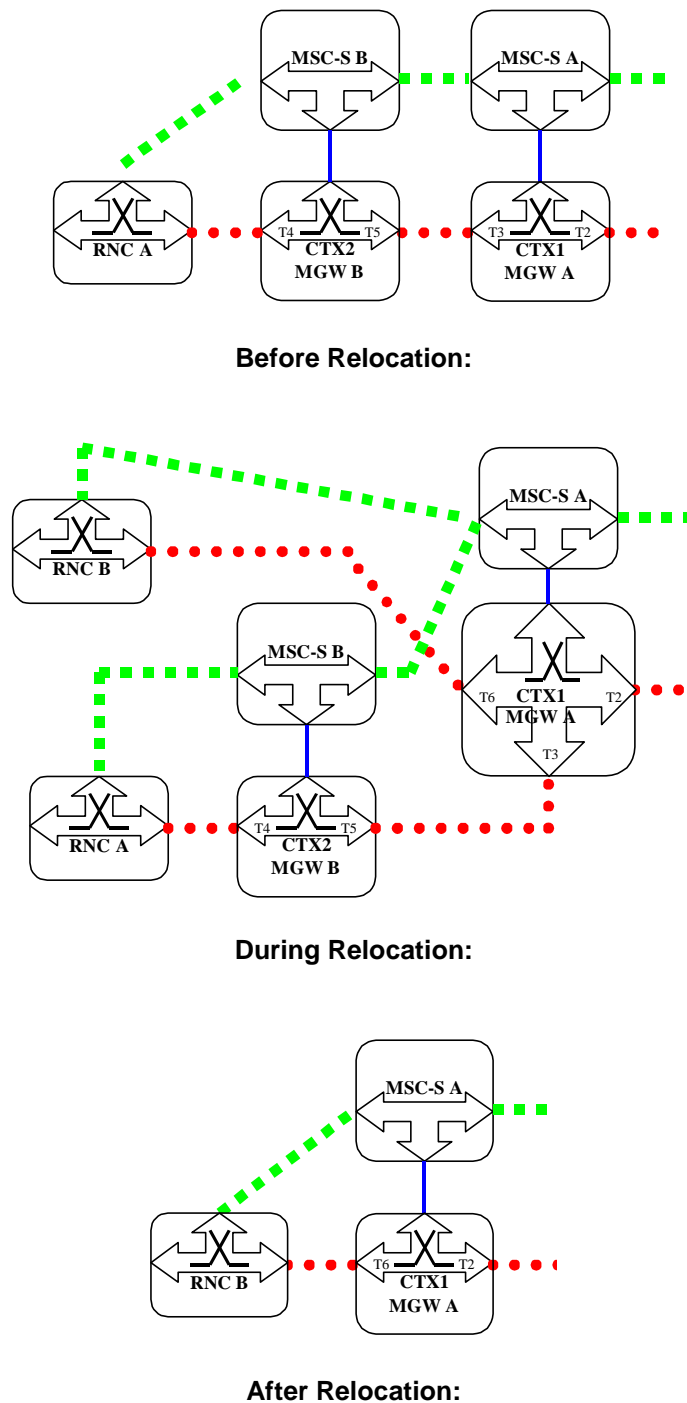 MSC-S B
MSC-S A
RNC A
T4
T5
CTX2
MGW B
T3
T2
CTX1
MGW A
Before Relocation:
MSC-S A
RNC B
MSC-S B
T6
CTX1
T2
MGW A
T3
RNC A
T4
T5
CTX2
MGW B
During Relocation:
MSC-S A
RNC B
T6
T2
CTX1
MGW A
After Relocation: